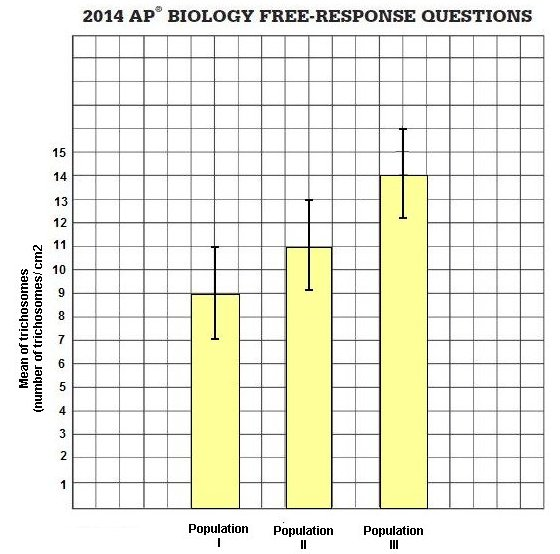 2014 AP® BIOLOGY FREE-RESPONSE QUESTIONS
Mean of trichosomes
(number of trichosomes/ cm2
15
14
13
12
11
10
9
8
7
6
5
4
3
2
1
Population
I
Population
II
Population
III